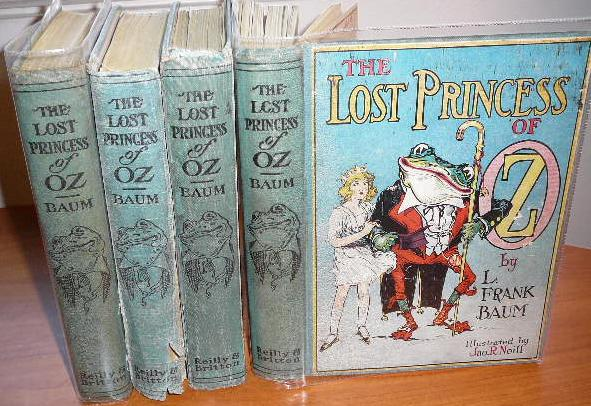 THE
LOST
PRINCESS
of
OZ
BAUM
Reilly &
Britton
THE
LOST
PRINCESS
of
OZ
BAUM
THE
LOST
PRINCESS
of
OZ
BAUM
Reilly &
Britton
THE
LOST
PRINCESS
of
OZ
BAUM
Reilly &
Britton
THE
LOST PRINCESS
OF
OZ
by
L.
FRANK
BAUM
Illustrated by
Jno. R. Neill